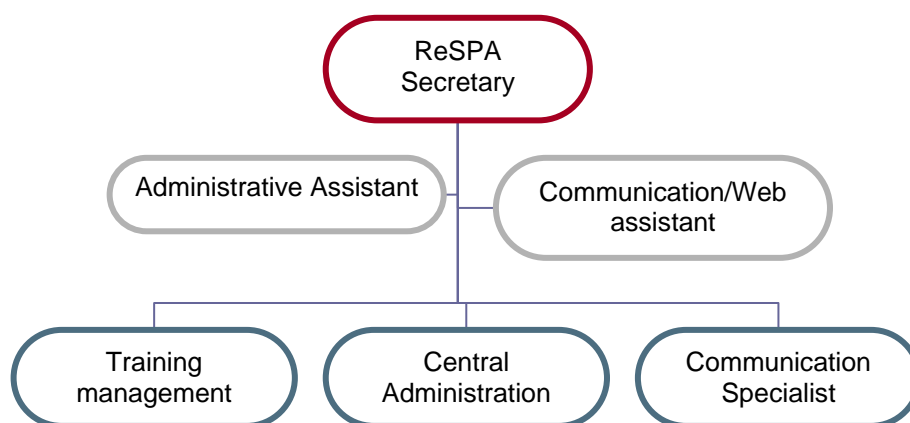 ReSPA
Secretary
Administrative Assistant
Communication/Web
assistant
Training
management
Central
Administration
Communication
Specialist